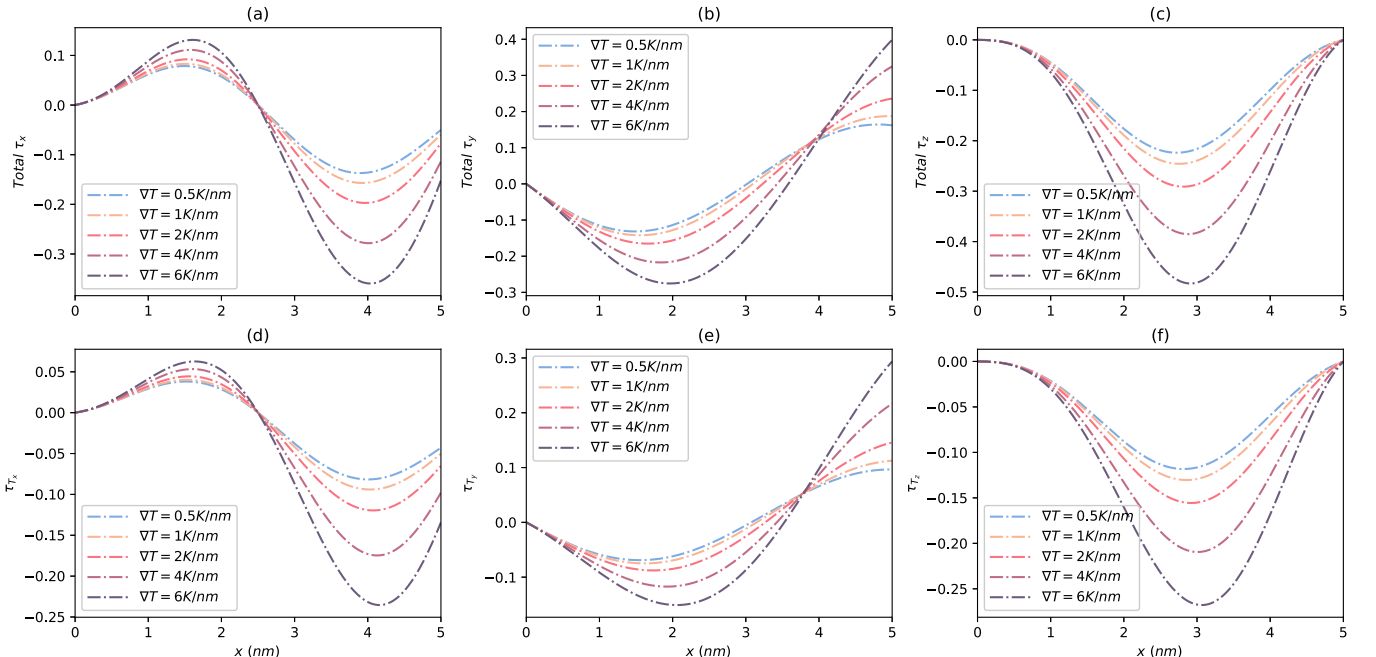 (a)
0.1
0.0
−0.1
−0.2
−0.3
Total τx
∇T = 0.5K/nm
∇T = 1K/nm
∇T = 2K/nm
∇T = 4K/nm
∇T = 6K/nm
0 1 2 3 4 5
(b)
0.4
0.3
0.2
0.1
0.0
−0.1
−0.2
−0.3
Total τy
∇T = 0.5K/nm
∇T = 1K/nm
∇T = 2K/nm
∇T = 4K/nm
∇T = 6K/nm
0 1 2 3 4 5
(c)
0.0
−0.1
−0.2
−0.3
−0.4
−0.5
Total τz
∇T = 0.5K/nm
∇T = 1K/nm
∇T = 2K/nm
∇T = 4K/nm
∇T = 6K/nm
0 1 2 3 4 5
(d)
0.05
0.00
−0.05
−0.10
−0.15
−0.20
−0.25
τTx
∇T = 0.5K/nm
∇T = 1K/nm
∇T = 2K/nm
∇T = 4K/nm
∇T = 6K/nm
0 1 2 3 4 5
x (nm)
(e)
0.3
0.2
0.1
0.0
−0.1
τTy
∇T = 0.5K/nm
∇T = 1K/nm
∇T = 2K/nm
∇T = 4K/nm
∇T = 6K/nm
0 1 2 3 4 5
x (nm)
(f)
0.00
−0.05
−0.10
−0.15
−0.20
−0.25
τTz
∇T = 0.5K/nm
∇T = 1K/nm
∇T = 2K/nm
∇T = 4K/nm
∇T = 6K/nm
0 1 2 3 4 5
x (nm)